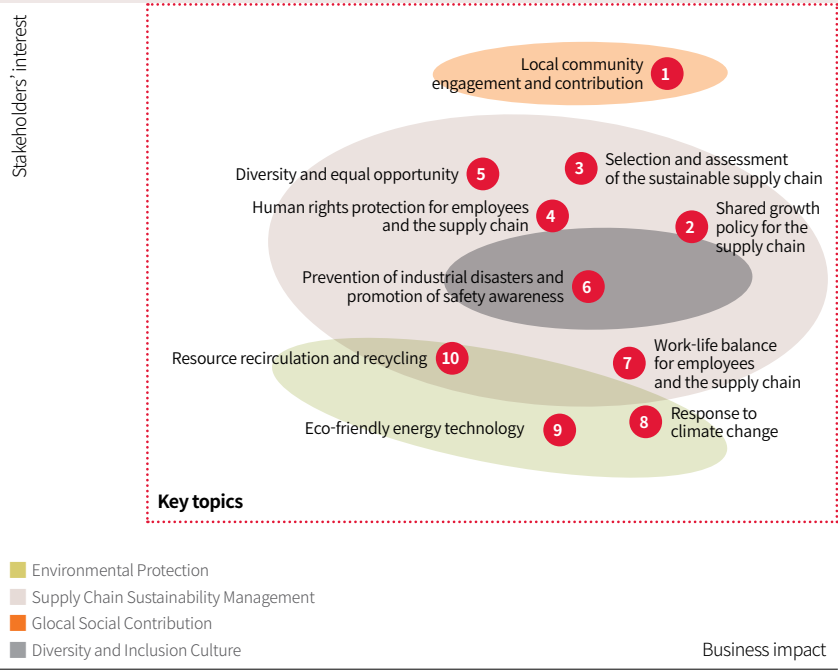 Stakeholders’ interest
Local community
engagement and contribution
1
Diversity and equal opportunity
5
3
Selection and assessment
of the sustainable supply chain
Human rights protection for employees
and the supply chain
4
2
Shared growth
policy for the
supply chain
Prevention of industrial disasters and
promotion of safety awareness
6
Resource recirculation and recycling
10
7
Work-life balance
for employees
and the supply chain
Eco-friendly energy technology
9
8
Response to
climate change
Key topics
Environmental Protection
Supply Chain Sustainability Management
Glocal Social Contribution
Diversity and Inclusion Culture
Business impact